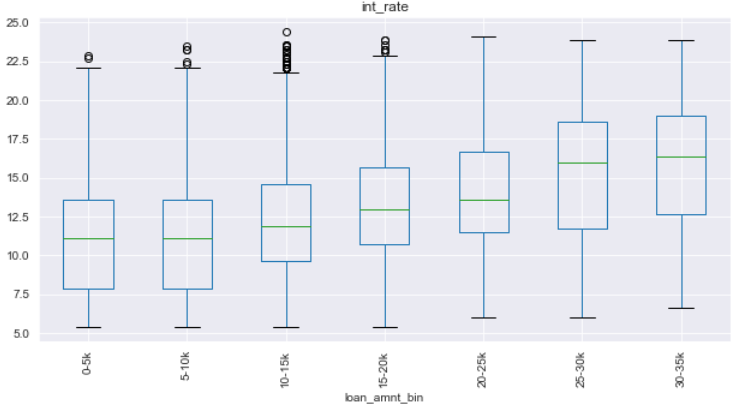 int_rate
25.0
22.5
20.0
17.5
15.0
12.5
10.0
7.5
5.0
0-5k
5-10k
10-15k
15-20k
20-25k
25-30k
30-35k
loan_amnt_bin